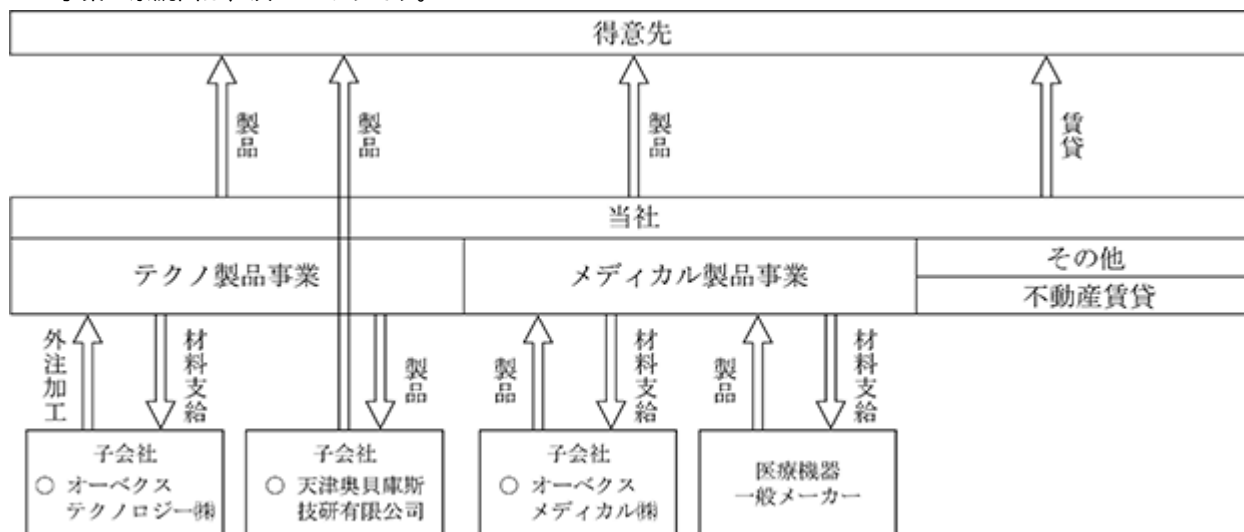 得意先
製品
製品
製品
賃貸
当社
テクノ製品事業
メディカル製品事業
その他
不動産賃貸
外注加工
材料支給
製品
製品
材料支給
製品
材料支給
子会社
○ オーベクス
テクノロジー㈱
子会社
○ 天津奥貝庫斯
技研有限公司
子会社
○ オーベクス
メディカル㈱
医療機器
一般メーカー